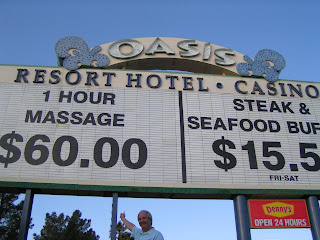 OASIS
RESORT HOTEL • CASINO
1 HOUR
MASSAGE
$60.00
STEAK &
SEAFOOD BUF
$15.5
FRI-SAT
Denny's
OPEN 24 HOURS